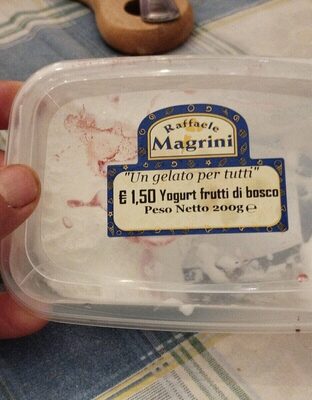 Raffaele
Magrini
"Un gelato per tutti"
€ 1,50 Yogurt frutti di bosco
Peso Netto 200g ℮